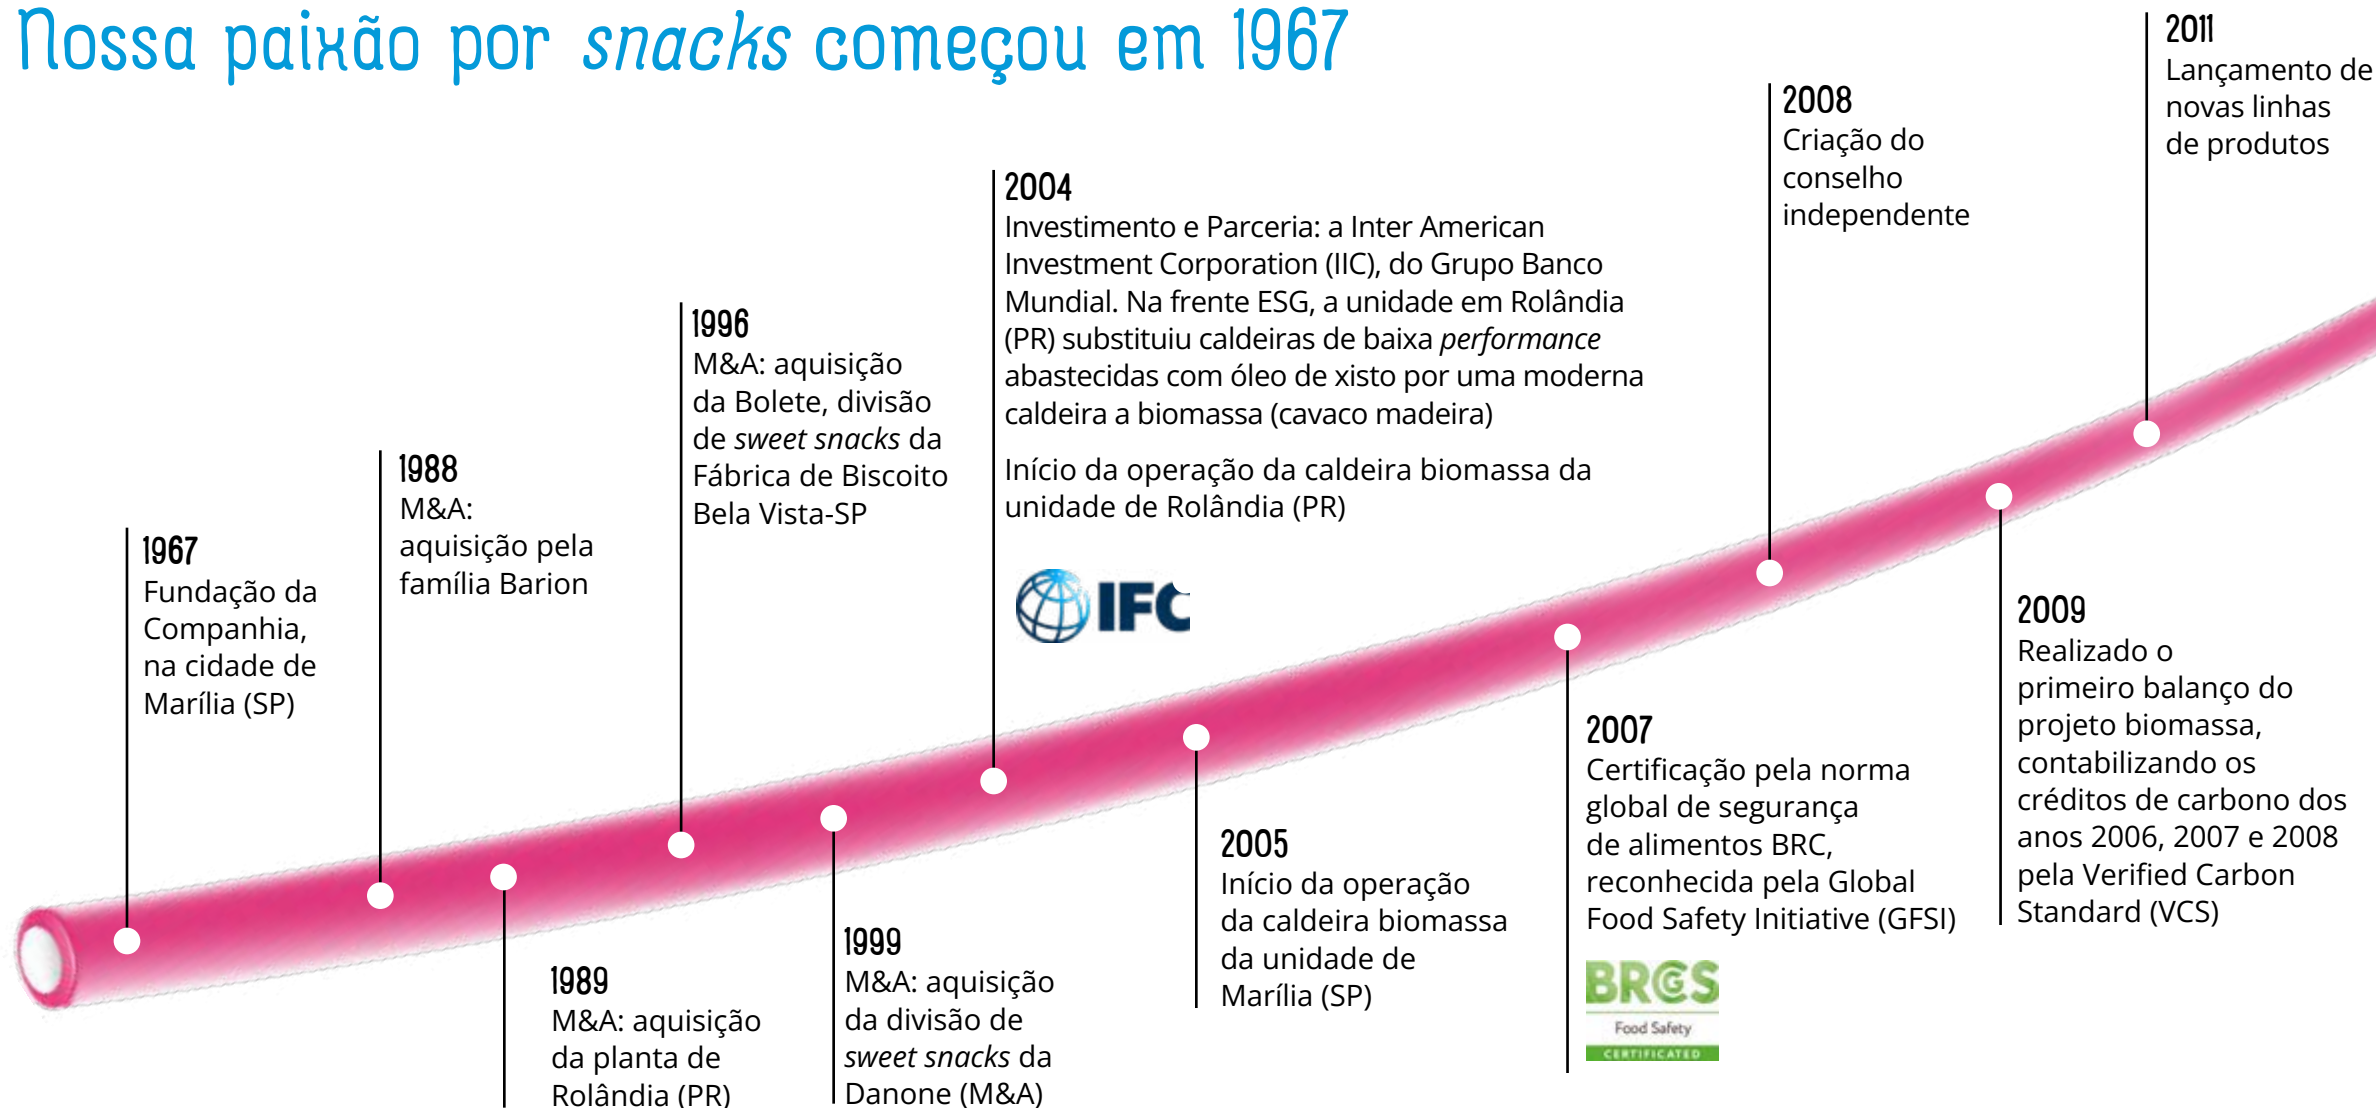 Nossa paixão por snacks começou em 1967
1967
Fundação da
Companhia,
na cidade de
Marília (SP)
1988
M&A:
aquisição pela
família Barion
1989
M&A: aquisição
da planta de
Rolândia (PR)
1996
M&A: aquisição
da Bolete, divisão
de sweet snacks da
Fábrica de Biscoito
Bela Vista-SP
1999
M&A: aquisição
da divisão de
sweet snacks da
Danone (M&A)
2004
Investimento e Parceria: a Inter American
Investment Corporation (IIC), do Grupo Banco
Mundial. Na frente ESG, a unidade em Rolândia
(PR) substituiu caldeiras de baixa performance
abastecidas com óleo de xisto por uma moderna
caldeira a biomassa (cavaco madeira)
Início da operação da caldeira biomassa da
unidade de Rolândia (PR)
IFC
2005
Início da operação
da caldeira biomassa
da unidade de
Marília (SP)
2007
Certificação pela norma
global de segurança
de alimentos BRC,
reconhecida pela Global
Food Safety Initiative (GFSI)
BRCGS
Food Safety
CERTIFICATED
2008
Criação do
conselho
independente
2009
Realizado o
primeiro balanço do
projeto biomassa,
contabilizando os
créditos de carbono dos
anos 2006, 2007 e 2008
pela Verified Carbon
Standard (VCS)
2011
Lançamento de
novas linhas
de produtos